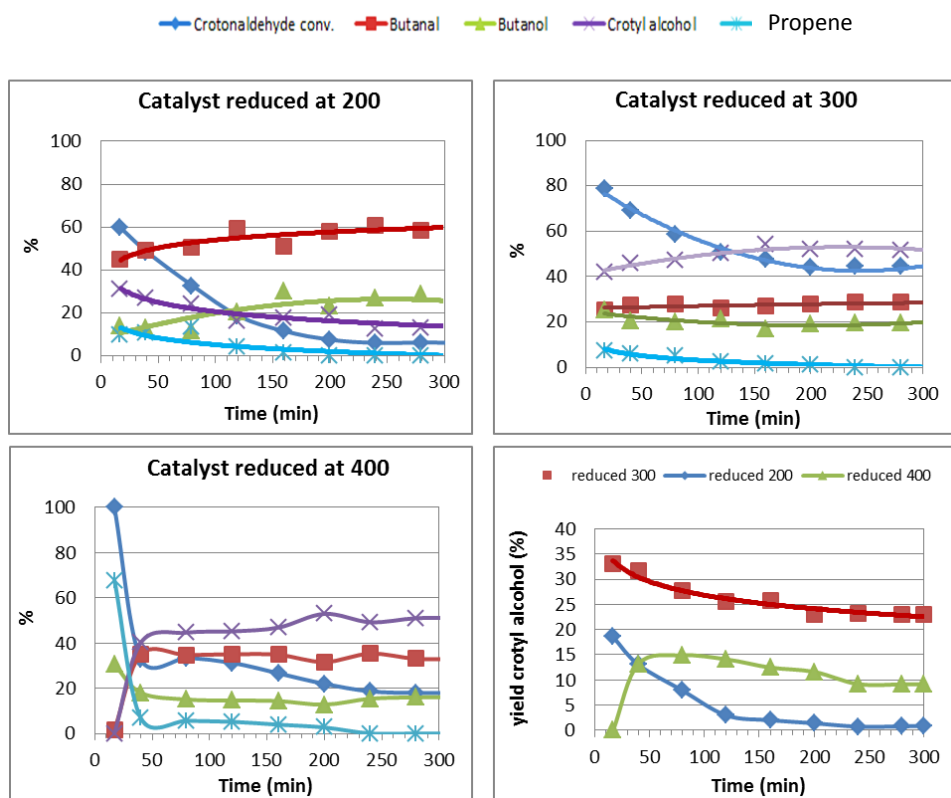 Crotonaldehyde conv. Butanal Butanol Crotyl alcohol Propene
Catalyst reduced at 200
100
80
60
40
20
0
%
0 50 100 150 200 250 300
Time (min)
Catalyst reduced at 300
100
80
60
40
20
0
%
0 50 100 150 200 250 300
Time (min)
Catalyst reduced at 400
100
80
60
40
20
0
%
0 50 100 150 200 250 300
Time (min)
reduced 300 reduced 200 reduced 400
40
35
30
25
20
15
10
5
0
yield crotyl alcohol (%)
0 50 100 150 200 250 300
Time (min)